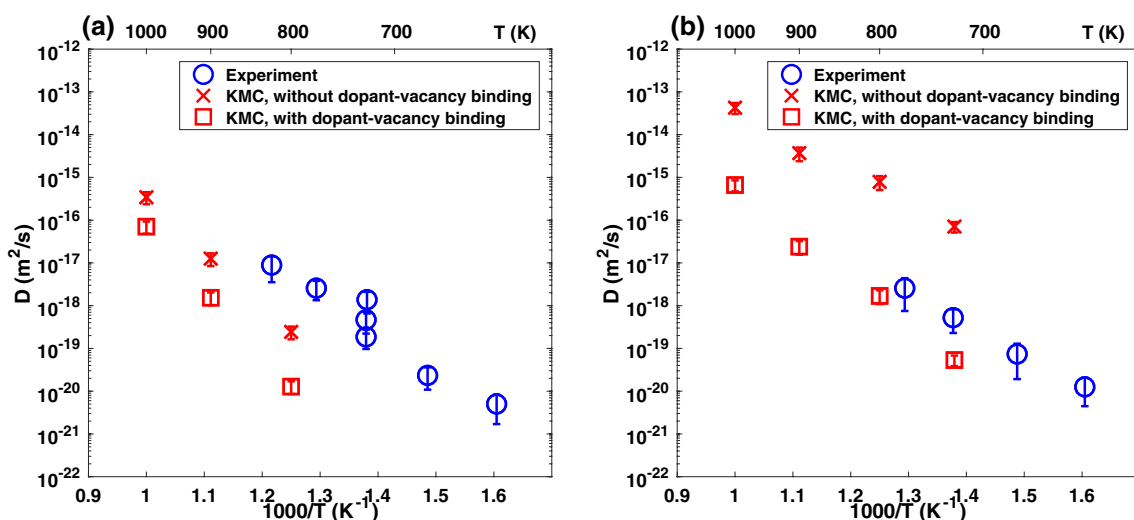 (a)
1000 900 800 700 T (K)
10-12
10-13
10-14
10-15
10-16
10-17
10-18
10-19
10-20
10-21
10-22
D (m2/s)
Experiment
KMC, without dopant-vacancy binding
KMC, with dopant-vacancy binding
0.9 1 1.1 1.2 1.3 1.4 1.5 1.6
1000/T (K-1)
(b)
1000 900 800 700 T (K)
10-12
10-13
10-14
10-15
10-16
10-17
10-18
10-19
10-20
10-21
10-22
D (m2/s)
Experiment
KMC, without dopant-vacancy binding
KMC, with dopant-vacancy binding
0.9 1 1.1 1.2 1.3 1.4 1.5 1.6
1000/T (K-1)